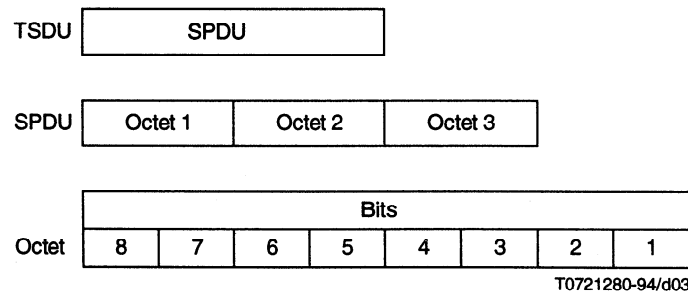 TSDU SPDU
SPDU Octet 1 Octet 2 Octet 3
Bits
Octet 8 7 6 5 4 3 2 1
T0721280-94/d03